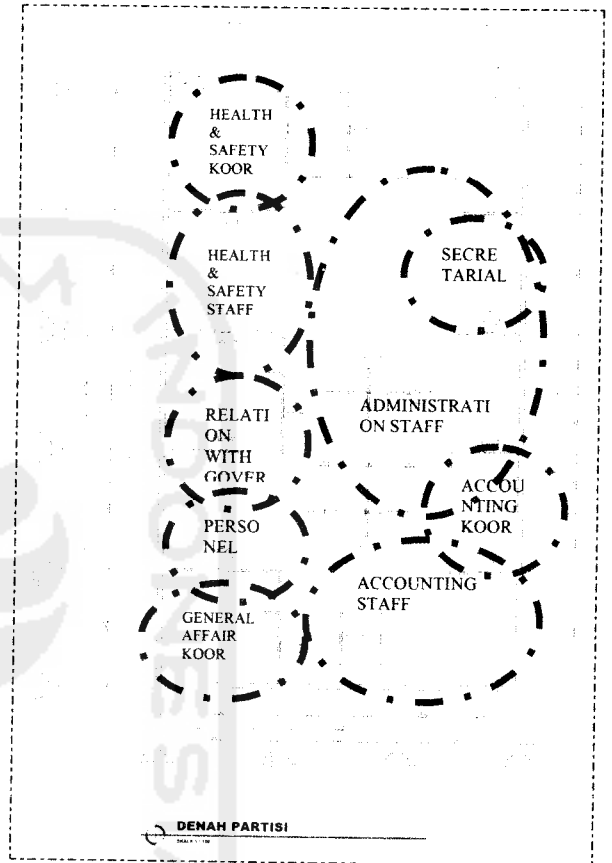 HEALTH
&
SAFETY
KOOR
HEALTH
&
SAFETY
STAFF
SECRE
TARIAL
RELATI
ON
WITH
GOVER
ADMINISTRATI
ON STAFF
ACCOU
NTING
KOOR
PERSO
NEL
ACCOUNTING
STAFF
GENERAL
AFFAIR
KOOR
INDONESI
DENAH PARTISI